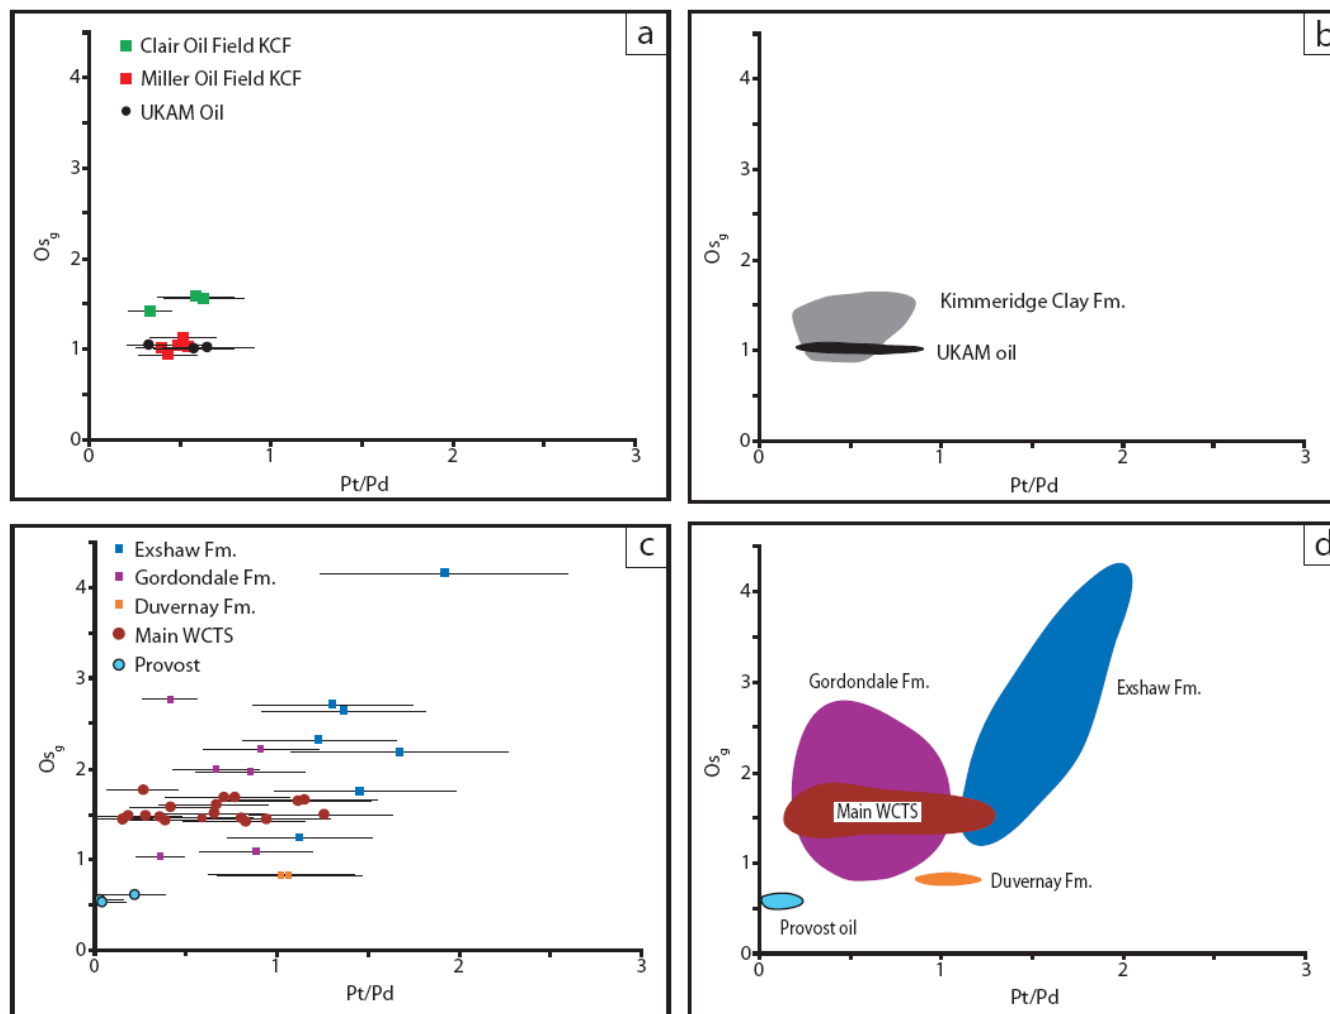 a
Clair Oil Field KCF
Miller Oil Field KCF
UKAM Oil
4
3
2
1
0
Os g
0 1 2 3
Pt/Pd
b
4
3
2
1
0
Os g
Kimmeridge Clay Fm.
UKAM oil
0 1 2 3
Pt/Pd
c
Exshaw Fm.
Gordondale Fm.
Duvernay Fm.
Main WCTS
Provost
4
3
2
1
0
Os g
0 1 2 3
Pt/Pd
d
4
3
2
1
0
Os g
Gordondale Fm.
Exshaw Fm.
Main WCTS
Duvernay Fm.
Provost oil
0 1 2 3
Pt/Pd